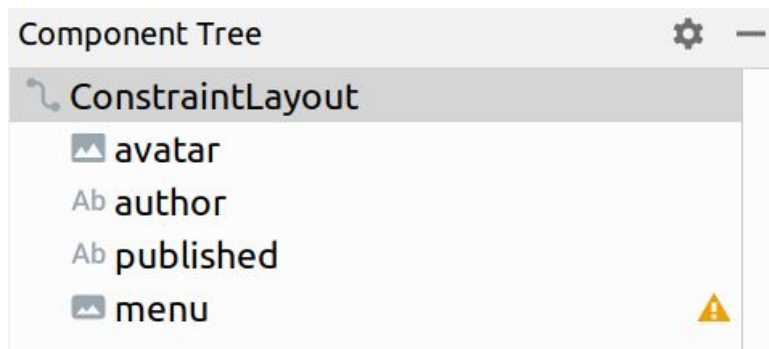 Component Tree
ConstraintLayout
avatar
Ab author
Ab published
menu